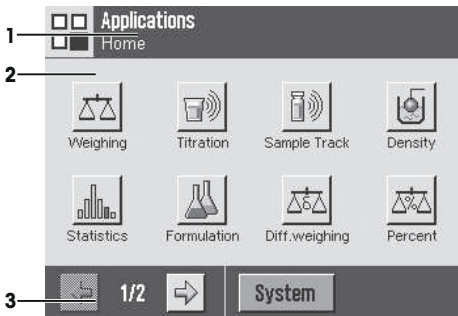 Applications
1
Home
2
Weighing
Titration
Sample Track
Density
Statistics
Formulation
Diff.weighing
Percent
3
1/2
System